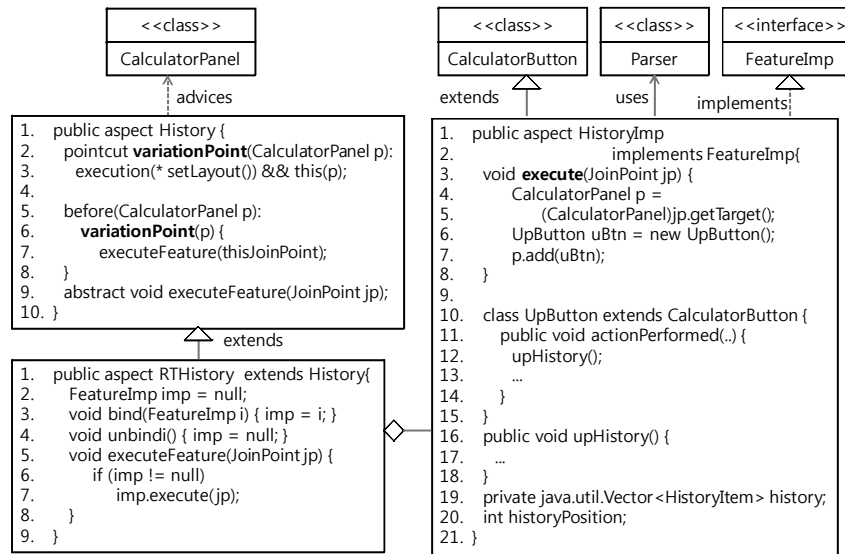 <<class>>
CalculatorPanel
advices
1. public aspect History {
2. pointcut variationPoint(CalculatorPanel p):
3. execution(* setLayout()) && this(p);
4.
5. before(CalculatorPanel p):
6. variationPoint(p) {
7. executeFeature(thisJoinPoint);
8. }
9. abstract void executeFeature(JoinPoint jp);
10. }
extends
1. public aspect RTHistory extends History{
2. FeatureImp imp = null;
3. void bind(FeatureImp i) { imp = i; }
4. void unbindi() { imp = null; }
5. void executeFeature(JoinPoint jp) {
6. if (imp != null)
7. imp.execute(jp);
8. }
9. }
<<class>>
CalculatorButton
<<class>>
Parser
<<interface>>
FeatureImp
extends
uses
implements
1. public aspect HistoryImp
2. implements FeatureImp{
3. void execute(JoinPoint jp) {
4. CalculatorPanel p =
5. (CalculatorPanel)jp.getTarget();
6. UpButton uBtn = new UpButton();
7. p.add(uBtn);
8. }
9.
10. class UpButton extends CalculatorButton {
11. public void actionPerformed(..) {
12. upHistory();
13. ...
14. }
15. }
16. public void upHistory() {
17. ...
18. }
19. private java.util.Vector<HistoryItem> history;
20. int historyPosition;
21. }